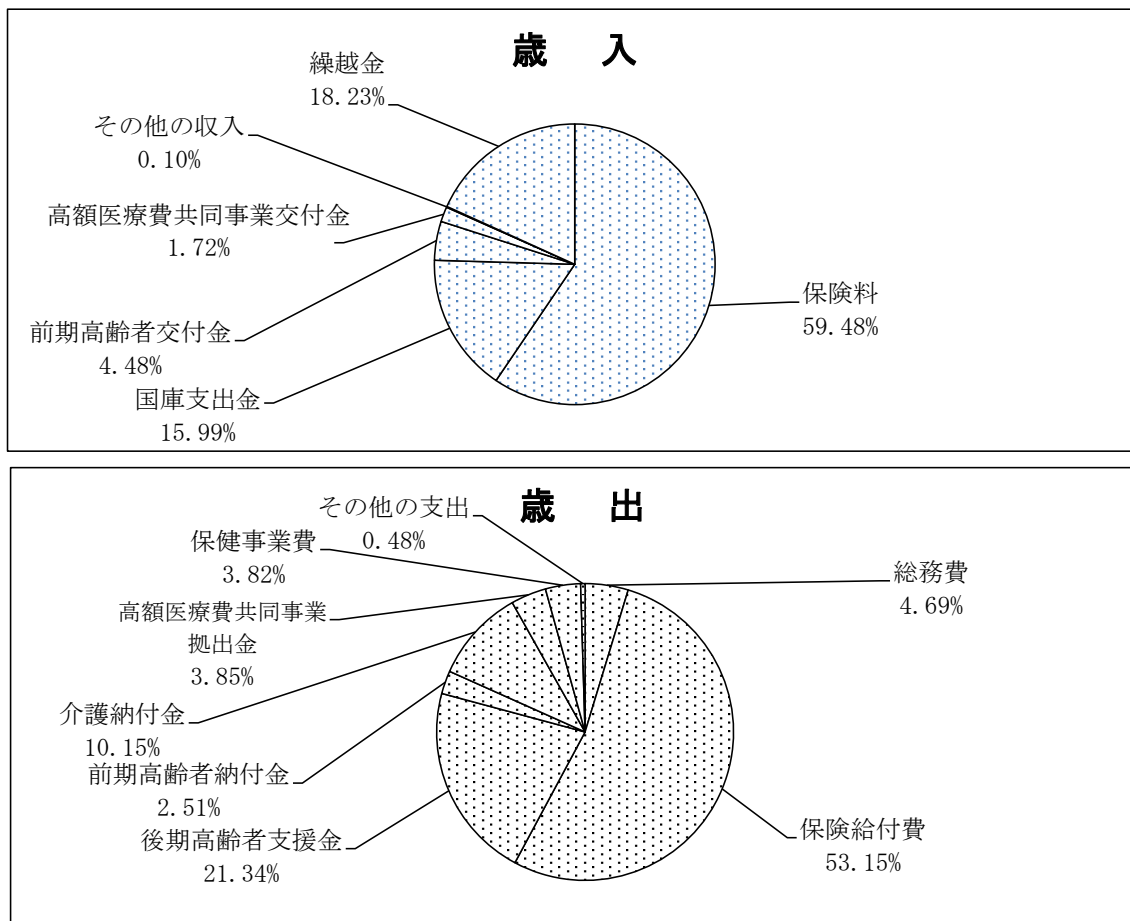 歳 入
繰越金
18.23%
その他の収入
0.10%
高額医療費共同事業交付金
1.72%
前期高齢者交付金
4.48%
国庫支出金
15.99%
保険料
59.48%
歳 出
その他の支出
0.48%
保健事業費
3.82%
高額医療費共同事業
拠出金
3.85%
介護納付金
10.15%
前期高齢者納付金
2.51%
後期高齢者支援金
21.34%
総務費
4.69%
保険給付費
53.15%